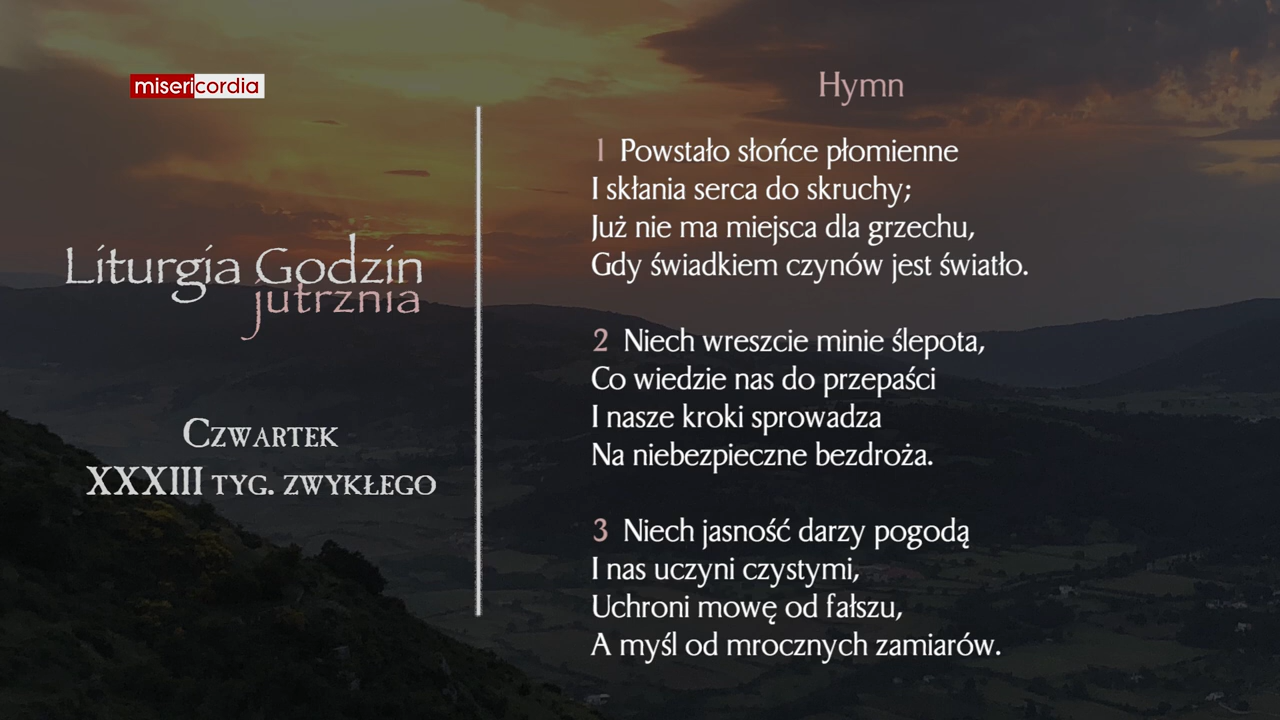 misericordia
Liturgia Godzin
jutrznia
Czwartek
XXXIII tyg. zwykłego
Hymn
1 Powstało słońce płomienne
I skłania serca do skruchy;
Już nie ma miejsca dla grzechu,
Gdy świadkiem czynów jest światło.
2 Niech wreszcie minie ślepota,
Co wiedzie nas do przepaści
I nasze kroki sprowadza
Na niebezpieczne bezdroża.
3 Niech jasność darzy pogodą
I nas uczyni czystymi,
Uchroni mowę od fałszu,
A myśl od mrocznych zamiarów.